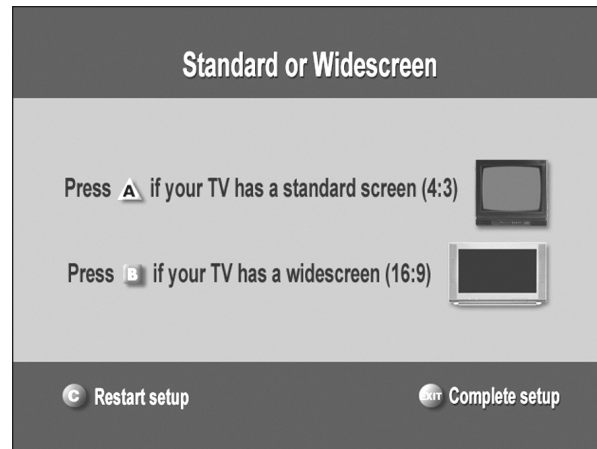 Standard or Widescreen
Press A if your TV has a standard screen (4:3)
Press B if your TV has a widescreen (16:9)
C Restart setup
EXIT Complete setup